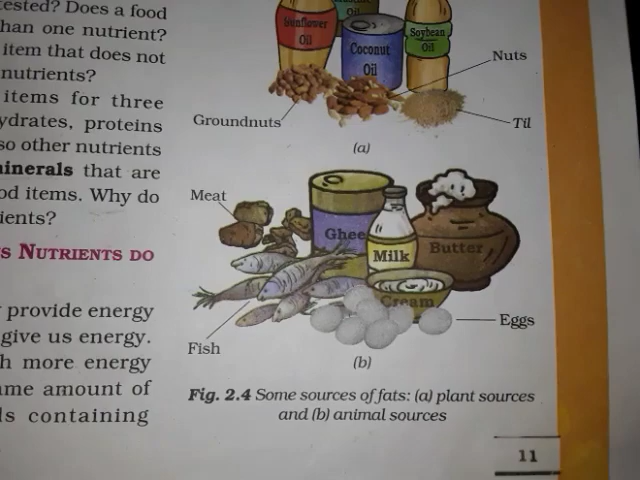 tested? Does a food
han one nutrient?
item that does not
nutrients?
items for three
ydrates, proteins
so other nutrients
inerals that are
od items. Why do
ients?
S NUTRIENTS DO
provide energy
give us energy.
h more energy
ame amount of
ls containing
Sunflower
Oil
Oil
Coconut
Oil
Soybean
Oil
Nuts
Groundnuts
Til
(a)
Meat
Ghee
Milk
Butter
Cream
Eggs
Fish
(b)
Fig. 2.4 Some sources of fats: (a) plant sources
and (b) animal sources
11